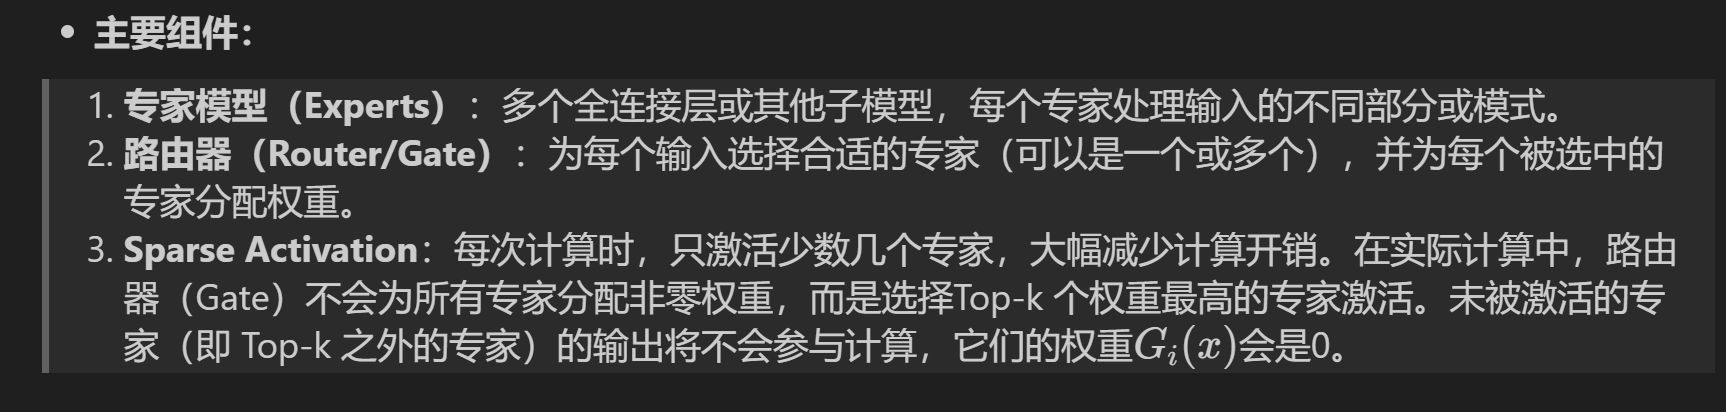 • 主要组件：
1. 专家模型（Experts）：多个全连接层或其他子模型，每个专家处理输入的不同部分或模式。
2. 路由器（Router/Gate）：为每个输入选择合适的专家（可以是一个或多个），并为每个被选中的
专家分配权重。
3. Sparse Activation：每次计算时，只激活少数几个专家，大幅减少计算开销。在实际计算中，路由
器（Gate）不会为所有专家分配非零权重，而是选择Top-k 个权重最高的专家激活。未被激活的专
家（即 Top-k 之外的专家）的输出将不会参与计算，它们的权重G_i(x)会是0。